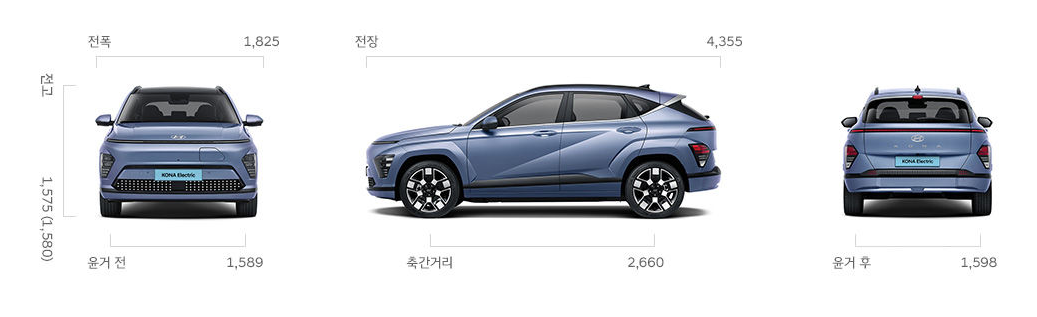 전폭 1,825
전장 4,355
전고 1,575 (1,580)
KONA Electric
KONA
KONA Electric
윤거 전 1,589
축간거리 2,660
윤거 후 1,598